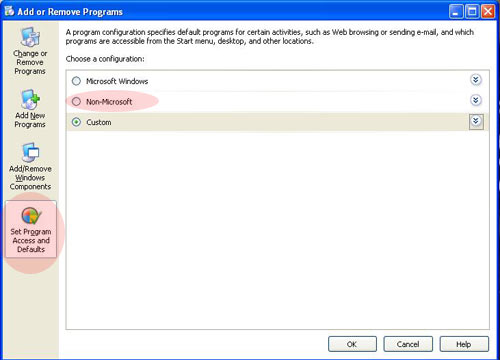 Add or Remove Programs
Change or
Remove
Programs
Add New
Programs
Add/Remove
Windows
Components
Set Program
Access and
Defaults
A program configuration specifies default programs for certain activities, such as Web browsing or sending e-mail, and which
programs are accessible from the Start menu, desktop, and other locations.
Choose a configuration:
Microsoft Windows
Non-Microsoft
Custom
OK
Cancel
Help